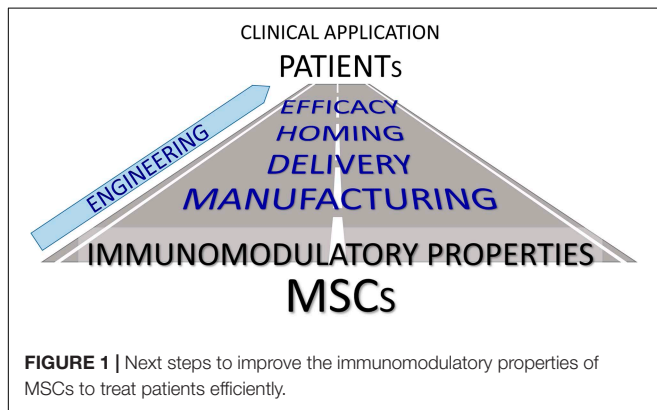 CLINICAL APPLICATION
PATIENTS
EFFICACY
HOMING
DELIVERY
MANUFACTURING
ENGINEERING
IMMUNOMODULATORY PROPERTIES
MSCs
FIGURE 1 | Next steps to improve the immunomodulatory properties of
MSCs to treat patients efficiently.